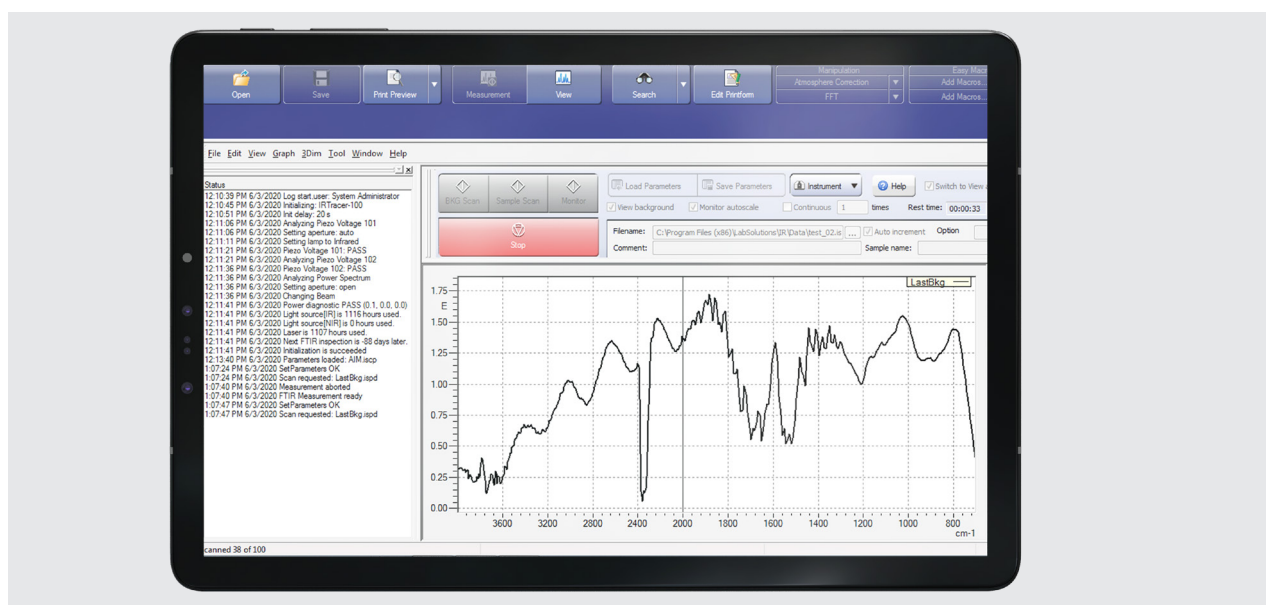 Open
Save
Print Preview
Measurement
View
Search
Edit Printform
Manipulation
Atmosphere Correction
FFT
Easy Macr
Add Macros...
Add Macros...
File Edit View Graph 3Dim Tool Window Help
Status
12:10:39 PM 6/3/2020 Log start,user: System Administrator
12:10:45 PM 6/3/2020 Initializing: IRTracer-100
12:10:51 PM 6/3/2020 Init delay: 20 s
12:11:06 PM 6/3/2020 Analyzing Piezo Voltage 101
12:11:06 PM 6/3/2020 Setting aperture: auto
12:11:11 PM 6/3/2020 Setting lamp to Infrared
12:11:21 PM 6/3/2020 Piezo Voltage 101: PASS
12:11:21 PM 6/3/2020 Analyzing Piezo Voltage 102
12:11:36 PM 6/3/2020 Piezo Voltage 102: PASS
12:11:36 PM 6/3/2020 Analyzing Power Spectrum
12:11:36 PM 6/3/2020 Setting aperture: open
12:11:36 PM 6/3/2020 Changing Beam
12:11:41 PM 6/3/2020 Power diagnostic PASS (0.1, 0.0, 0.0)
12:11:41 PM 6/3/2020 Light source[IR] is 1116 hours used.
12:11:41 PM 6/3/2020 Light source[NIR] is 0 hours used.
12:11:41 PM 6/3/2020 Laser is 1107 hours used.
12:11:41 PM 6/3/2020 Next FTIR inspection is -88 days later.
12:11:41 PM 6/3/2020 Initialization is succeeded
12:13:40 PM 6/3/2020 Parameters loaded: AIM.iscp
1:07:24 PM 6/3/2020 SetParameters OK
1:07:24 PM 6/3/2020 Scan requested: LastBkg.ispd
1:07:40 PM 6/3/2020 Measurement aborted
1:07:40 PM 6/3/2020 FTIR Measurement ready
1:07:47 PM 6/3/2020 SetParameters OK
1:07:47 PM 6/3/2020 Scan requested: LastBkg.ispd
canned 38 of 100
BKG Scan
Sample Scan
Monitor
Stop
Load Parameters
Save Parameters
Instrument
Help
Switch to View
View background
Monitor autoscale
Continuous 1 times
Rest time: 00:00:33
Filename: C:\Program Files (x86)\LabSolutions\IR\Data\test_02.is ...
Auto increment
Option
Comment:
Sample name:
LastBkg
1.75
E
1.50
1.25
1.00
0.75
0.50
0.25
0.00
3600 3200 2800 2400 2000 1800 1600 1400 1200 1000 800
cm-1